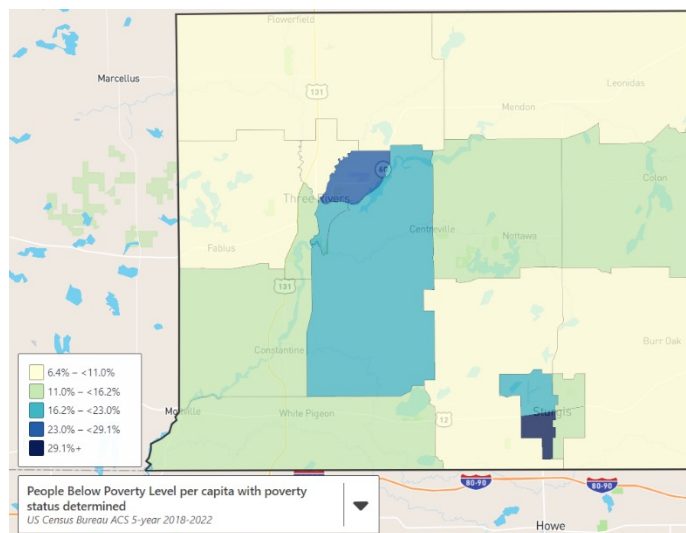 Flowerfield
Marcellus
Leonidas
131
Mendon
60
Three Rivers
Colon
Centreville
Nottawa
Fabius
131
Constantine
Burr Oak
6.4% – <11.0%
11.0% – <16.2%
16.2% – <23.0%
23.0% – <29.1%
29.1%+
White Pigeon
12
Sturgis
80-90
80-90
People Below Poverty Level per capita with poverty
status determined
US Census Bureau ACS 5-year 2018-2022
Howe